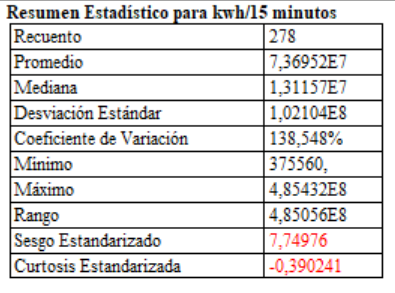 Resumen Estadístico para kwh/15 minutos
Recuento 278
Promedio 7,36952E7
Mediana 1,31157E7
Desviación Estándar 1,02104E8
Coeficiente de Variación 138,548%
Mínimo 375560,
Máximo 4,85432E8
Rango 4,85056E8
Sesgo Estandarizado 7,74976
Curtosis Estandarizada -0,390241